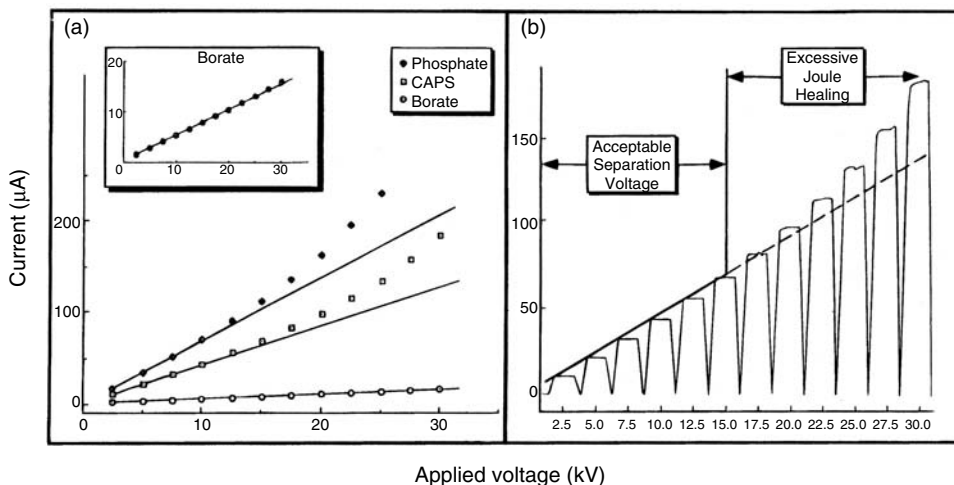 (a)
Borate
20
10
0
10
20
30
Phosphate
CAPS
Borate
Current (µA)
200
100
0
0
10
20
30
(b)
Excessive
Joule
Healing
Acceptable
Separation
Voltage
150
100
50
0
2.5 5.0 7.5 10.0 12.5 15.0 17.5 20.0 22.5 25.0 27.5 30.0
Applied voltage (kV)